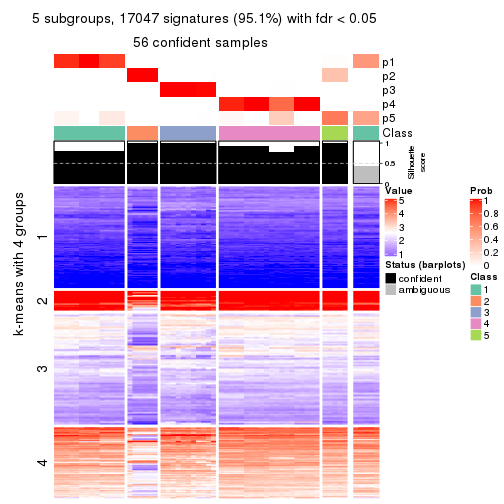 5 subgroups, 17047 signatures (95.1%) with fdr < 0.05
56 confident samples
p1
p2
p3
p4
p5
Class
1
0.5
0
Silhouette
score
k-means with 4 groups
1
2
3
4
Value
5
4
3
2
1
Status (barplots)
confident
ambiguous
Prob
1
0.8
0.6
0.4
0.2
0
Class
1
2
3
4
5